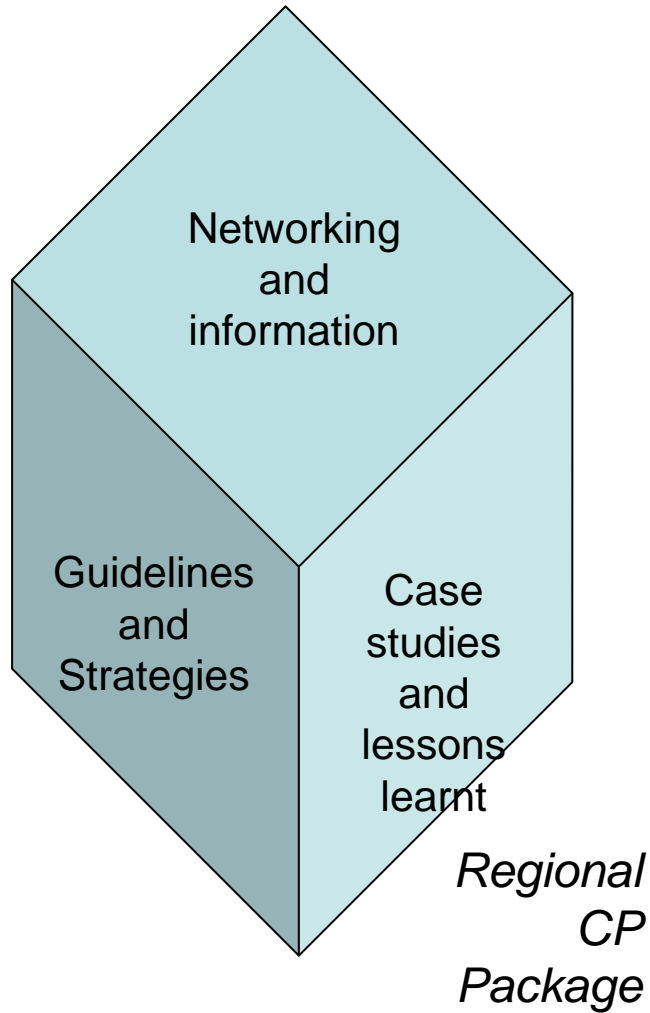 Networking
and
information
Guidelines
and
Strategies
Case
studies
and
lessons
learnt
Regional
CP
Package